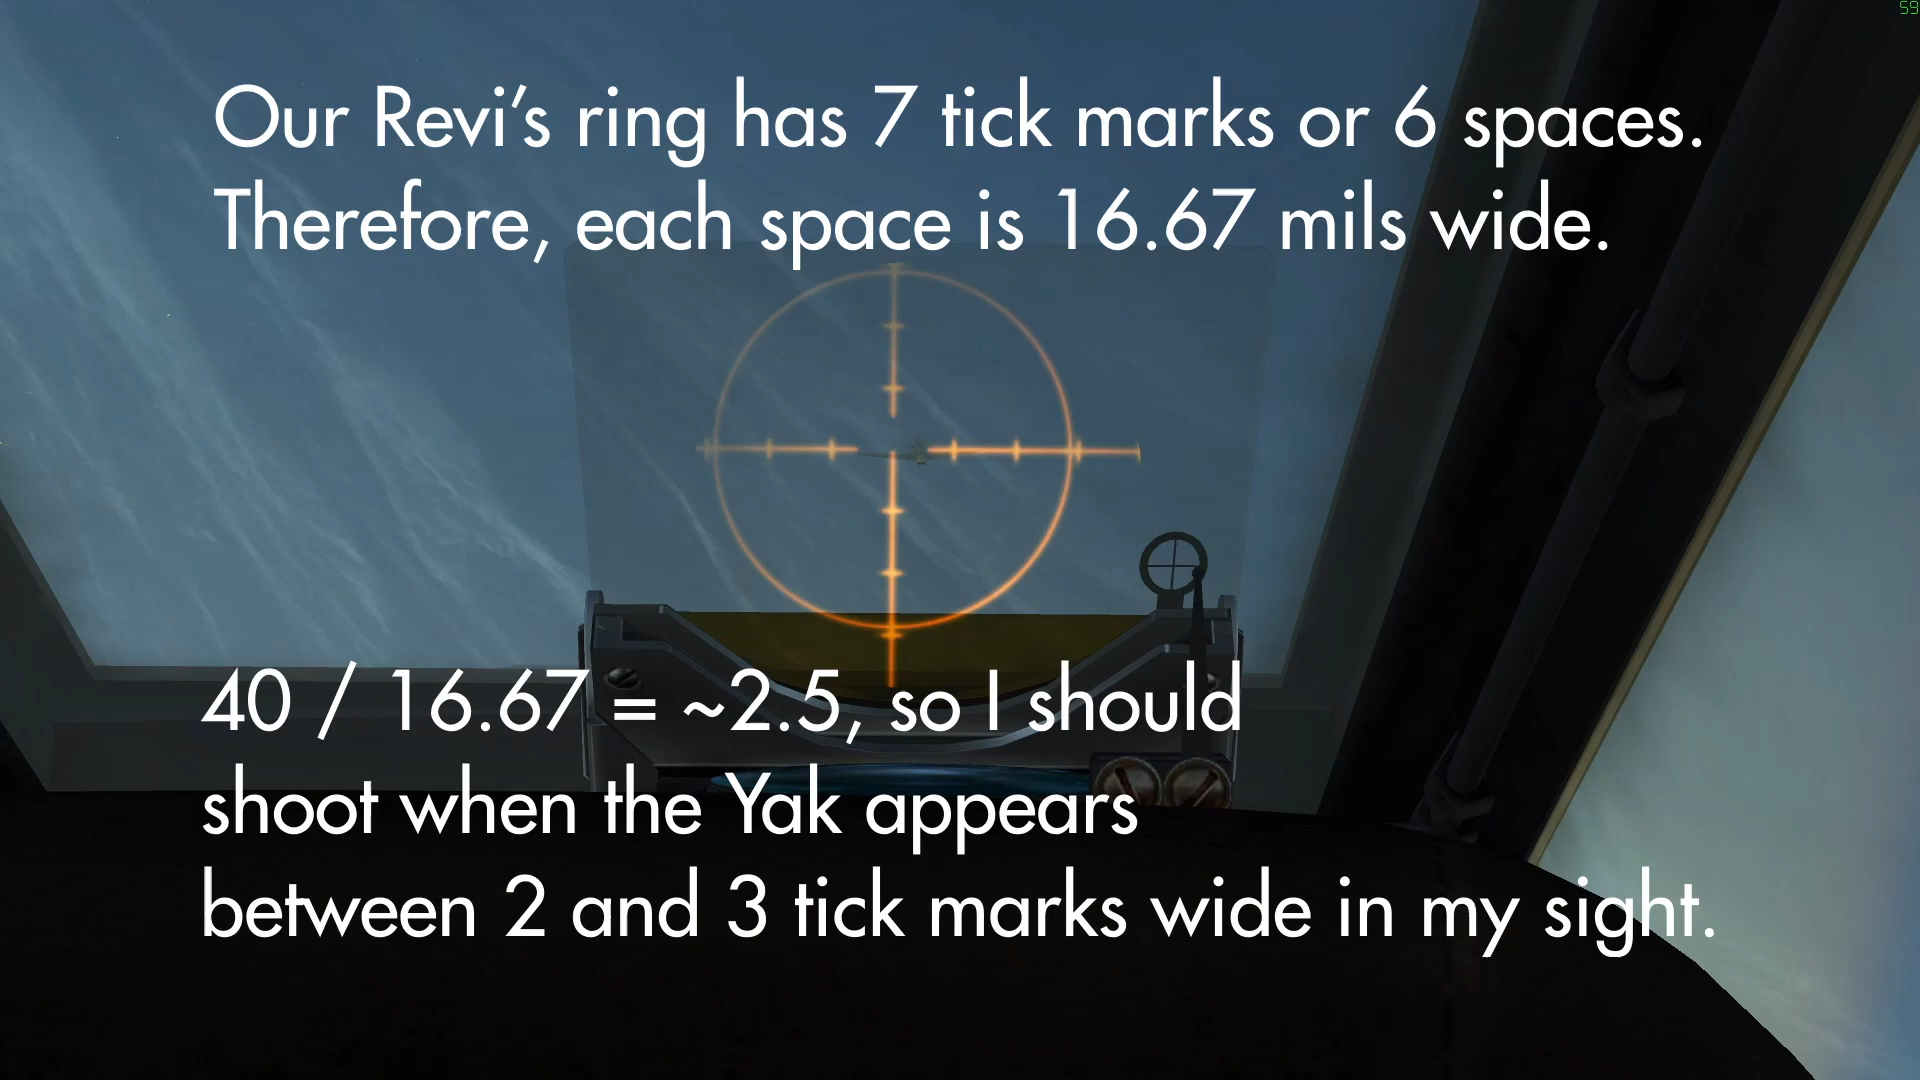 59
Our Revi’s ring has 7 tick marks or 6 spaces.
Therefore, each space is 16.67 mils wide.
40 / 16.67 = ~2.5, so I should
shoot when the Yak appears
between 2 and 3 tick marks wide in my sight.